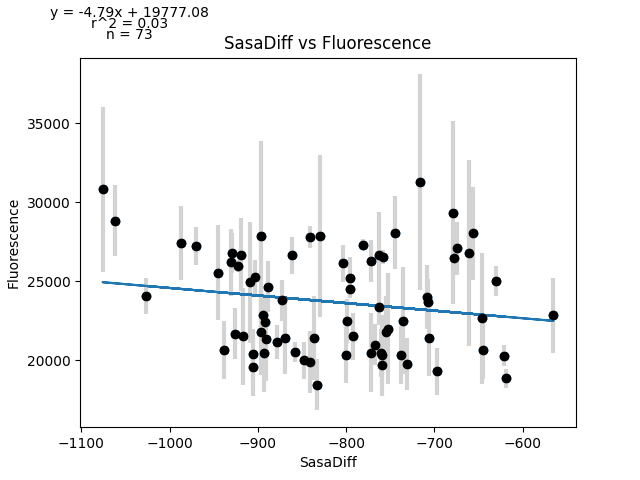 y = -4.79x + 19777.08
r^2 = 0.03
n = 73
SasaDiff vs Fluorescence
Fluorescence
35000
30000
25000
20000
−1100
−1000
−900
−800
−700
−600
SasaDiff